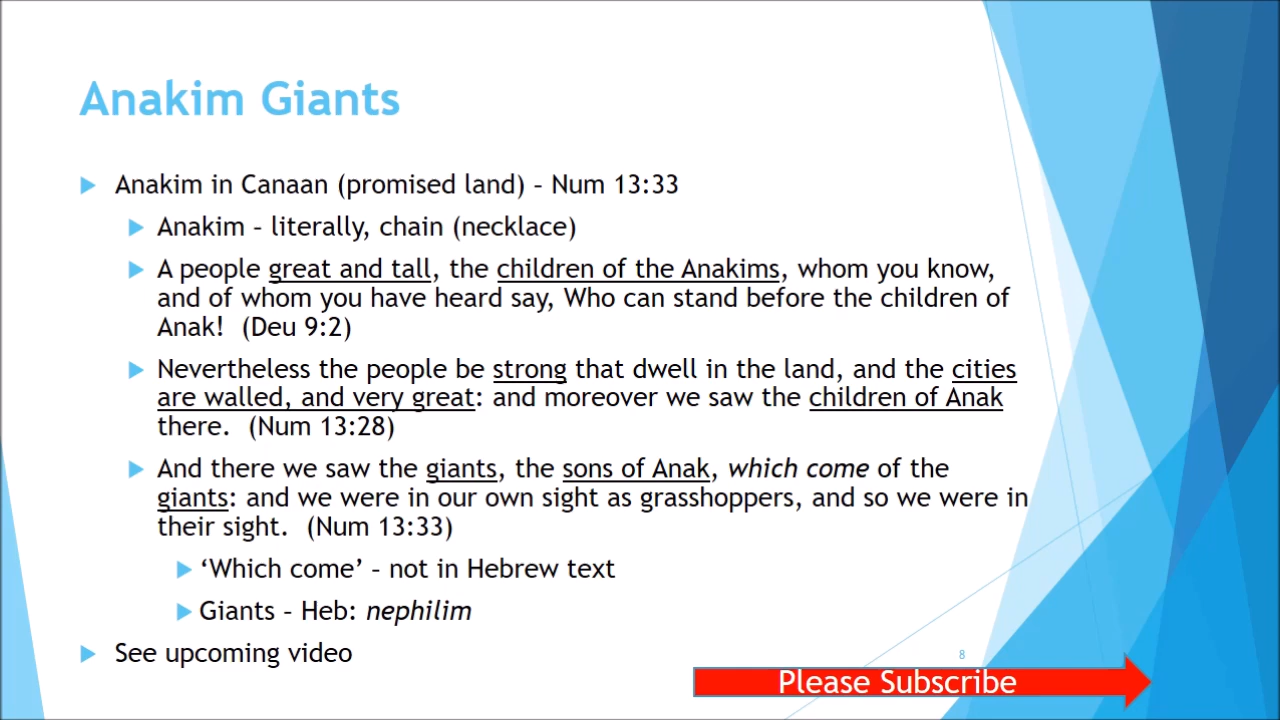 Anakim Giants
Anakim in Canaan (promised land) – Num 13:33
Anakim – literally, chain (necklace)
A people great and tall, the children of the Anakims, whom you know,
and of whom you have heard say, Who can stand before the children of
Anak!  (Deu 9:2)
Nevertheless the people be strong that dwell in the land, and the cities
are walled, and very great: and moreover we saw the children of Anak
there.  (Num 13:28)
And there we saw the giants, the sons of Anak, which come of the
giants: and we were in our own sight as grasshoppers, and so we were in
their sight.  (Num 13:33)
‘Which come’ – not in Hebrew text
Giants – Heb: nephilim
See upcoming video
8
Please Subscribe